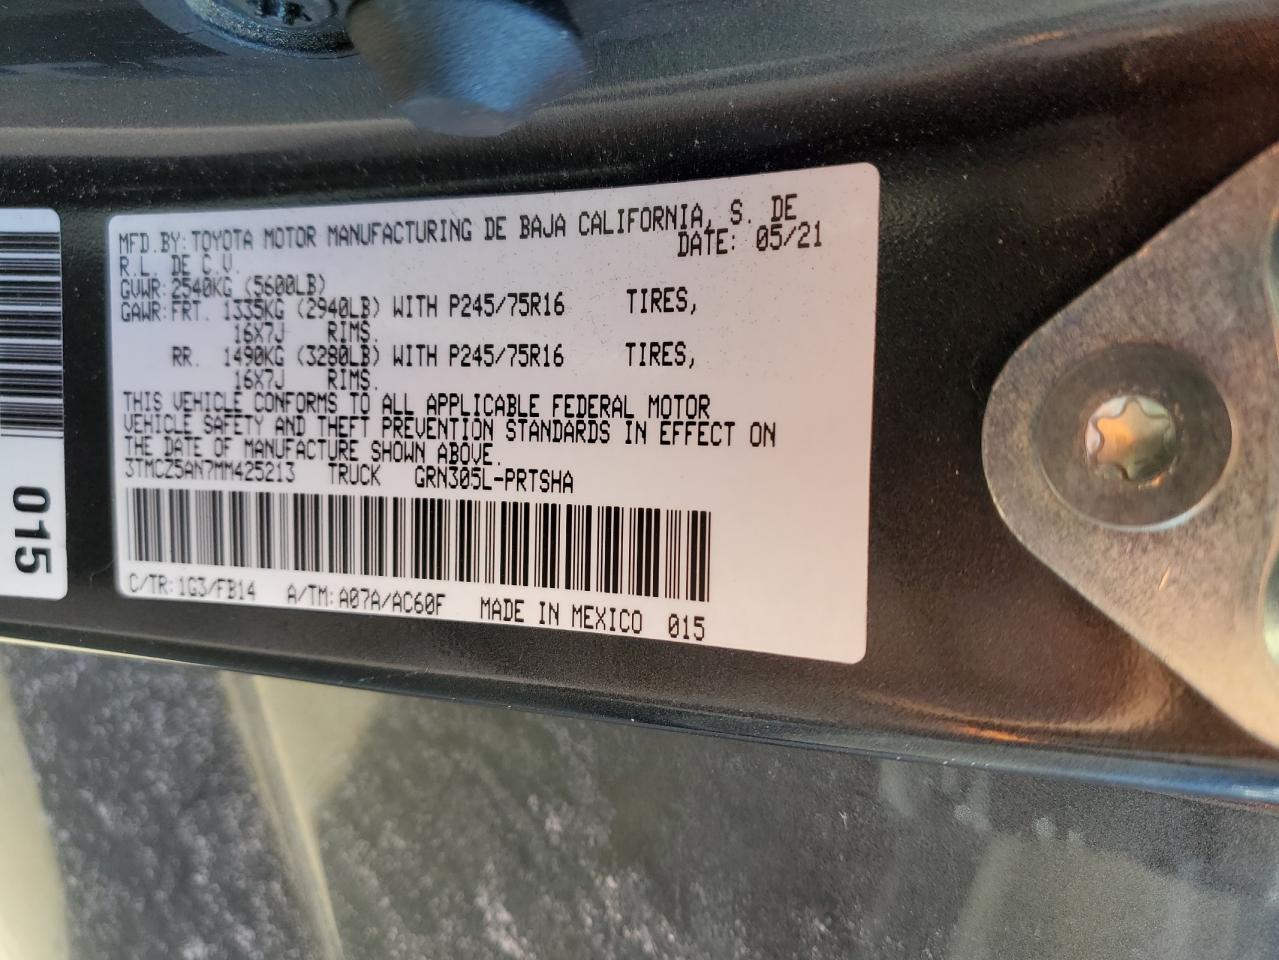 MFD.BY:TOYOTA MOTOR MANUFACTURING DE BAJA CALIFORNIA, S. DE
R.L. DE C.V. DATE: 05/21
GVWR:2540KG (5600LB)
GAWR:FRT. 1335KG (2940LB) WITH P245/75R16 TIRES,
16X7J RIMS.
RR. 1490KG (3280LB) WITH P245/75R16 TIRES,
16X7J RIMS.
THIS VEHICLE CONFORMS TO ALL APPLICABLE FEDERAL MOTOR
VEHICLE SAFETY AND THEFT PREVENTION STANDARDS IN EFFECT ON
THE DATE OF MANUFACTURE SHOWN ABOVE.
3TMCZ5AN7MM425213 TRUCK GRN305L-PRTSHA
C/TR:1G3/FB14 A/TM:A07A/AC60F MADE IN MEXICO 015
015